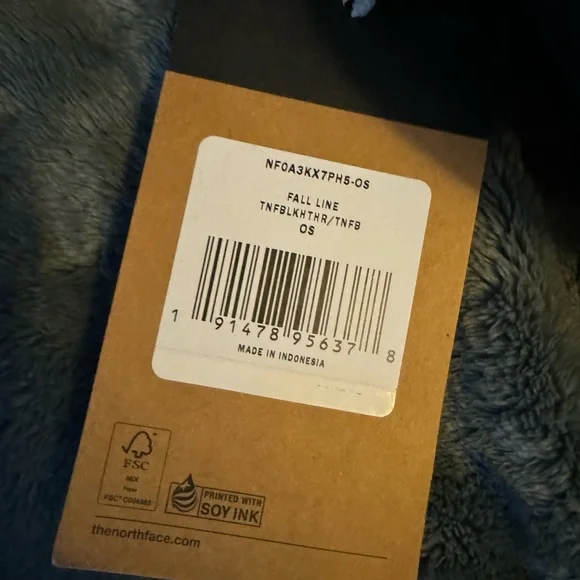 NF0A3KX7PH5-OS
FALL LINE
TNFBLKHTHR/TNFB
OS
1 91478 95637 8
MADE IN INDONESIA
FSC
MIX
Paper
PRINTED WITH
SOY INK
thenorthface.com